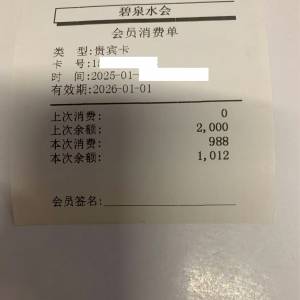 碧泉水会
会员消费单
类 型:贵宾卡
卡 号:18
时 间:2025-01-
有效期:2026-01-01
上次消费: 0
上次余额: 2,000
本次消费: 988
本次余额: 1,012
会员签名: